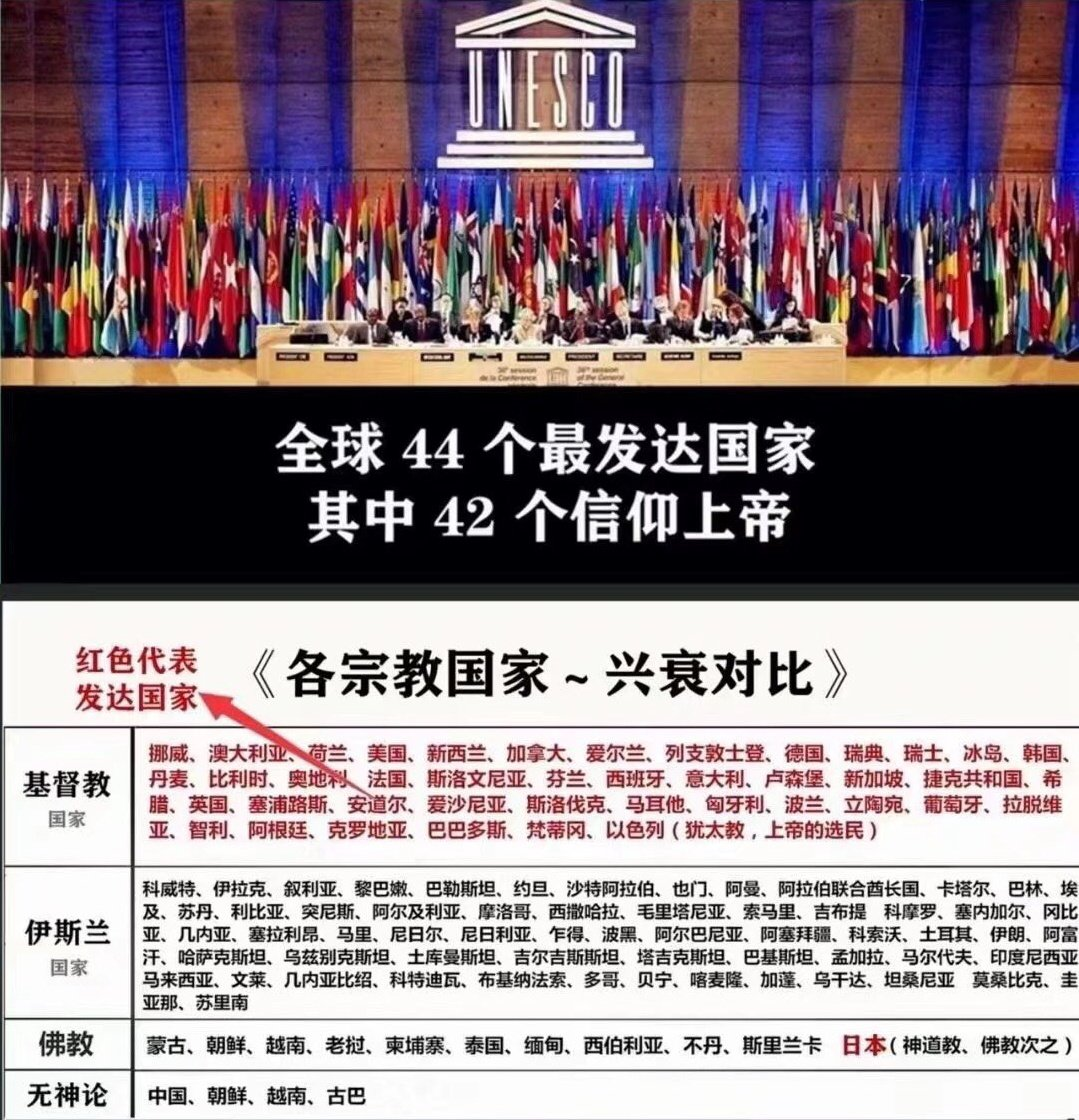 UNESCO
36e session
de la Conférence
36th session
of the General
Conference
全球 44 个最发达国家
其中 42 个信仰上帝
红色代表
发达国家
《各宗教国家~兴衰对比》
基督教
国家
挪威、澳大利亚、荷兰、美国、新西兰、加拿大、爱尔兰、列支敦士登、德国、瑞典、瑞士、冰岛、韩国、
丹麦、比利时、奥地利、法国、斯洛文尼亚、芬兰、西班牙、意大利、卢森堡、新加坡、捷克共和国、希
腊、英国、塞浦路斯、安道尔、爱沙尼亚、斯洛伐克、马耳他、匈牙利、波兰、立陶宛、葡萄牙、拉脱维
亚、智利、阿根廷、克罗地亚、巴巴多斯、梵蒂冈、以色列（犹太教，上帝的选民）
伊斯兰
国家
科威特、伊拉克、叙利亚、黎巴嫩、巴勒斯坦、约旦、沙特阿拉伯、也门、阿曼、阿拉伯联合酋长国、卡塔尔、巴林、埃
及、苏丹、利比亚、突尼斯、阿尔及利亚、摩洛哥、西撒哈拉、毛里塔尼亚、索马里、吉布提 科摩罗、塞内加尔、冈比
亚、几内亚、塞拉利昂、马里、尼日尔、尼日利亚、乍得、波黑、阿尔巴尼亚、阿塞拜疆、科索沃、土耳其、伊朗、阿富
汗、哈萨克斯坦、乌兹别克斯坦、土库曼斯坦、吉尔吉斯斯坦、塔吉克斯坦、巴基斯坦、孟加拉、马尔代夫、印度尼西亚
马来西亚、文莱、几内亚比绍、科特迪瓦、布基纳法索、多哥、贝宁、喀麦隆、加蓬、乌干达、坦桑尼亚 莫桑比克、圭
亚那、苏里南
佛教
蒙古、朝鲜、越南、老挝、柬埔寨、泰国、缅甸、西伯利亚、不丹、斯里兰卡 日本（神道教、佛教次之）
无神论
中国、朝鲜、越南、古巴